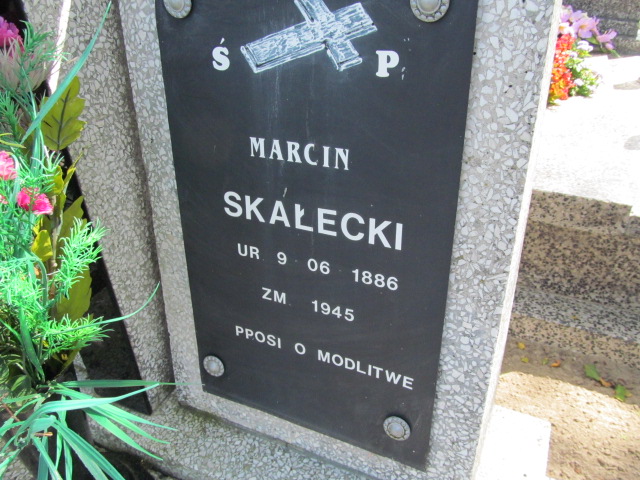 Ś P
MARCIN
SKAŁECKI
UR 9 06 1886
ZM 1945
PPOSI O MODLITWE